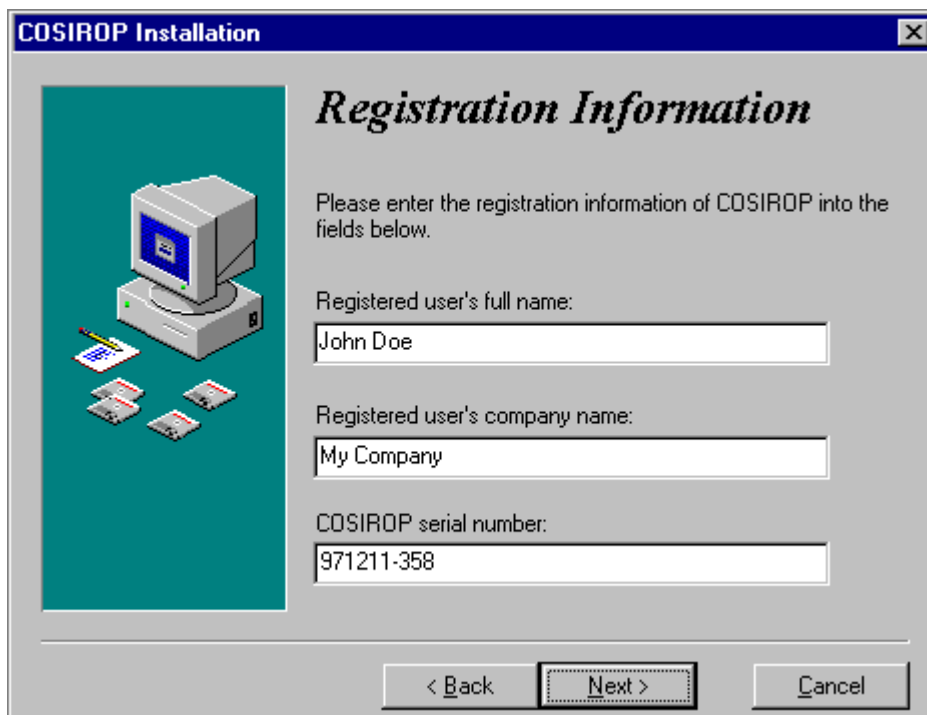 COSIROP Installation
Registration Information
Please enter the registration information of COSIROP into the
fields below.
Registered user's full name:
John Doe
Registered user's company name:
My Company
COSIROP serial number:
971211-358
< Back
Next >
Cancel